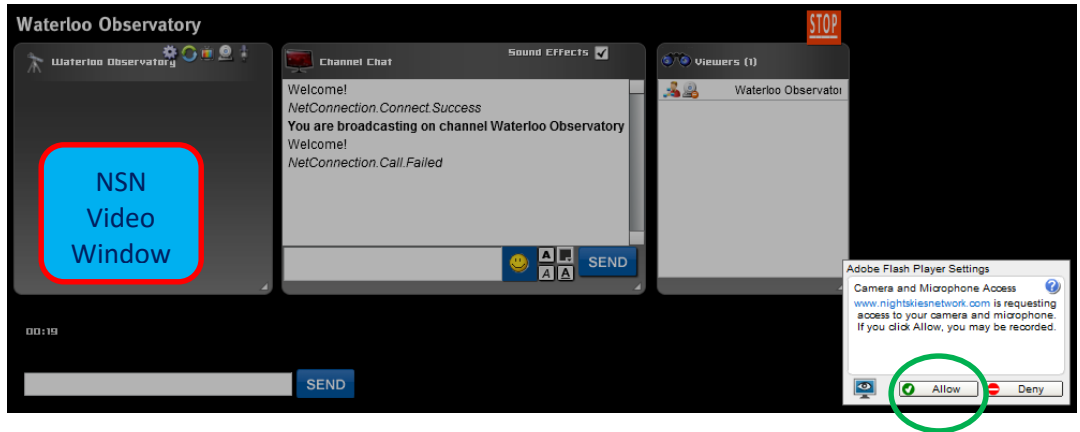 Waterloo Observatory
STOP
Waterloo Observatory
NSN
Video
Window
Channel Chat
Sound Effects
Welcome!
NetConnection.Connect.Success
You are broadcasting on channel Waterloo Observatory
Welcome!
NetConnection.Call.Failed
A
A A
SEND
Viewers (1)
Waterloo Observator
00:19
SEND
Adobe Flash Player Settings
Camera and Microphone Access
?
www.nightskiesnetwork.com is requesting
access to your camera and microphone.
If you click Allow, you may be recorded.
Allow
Deny